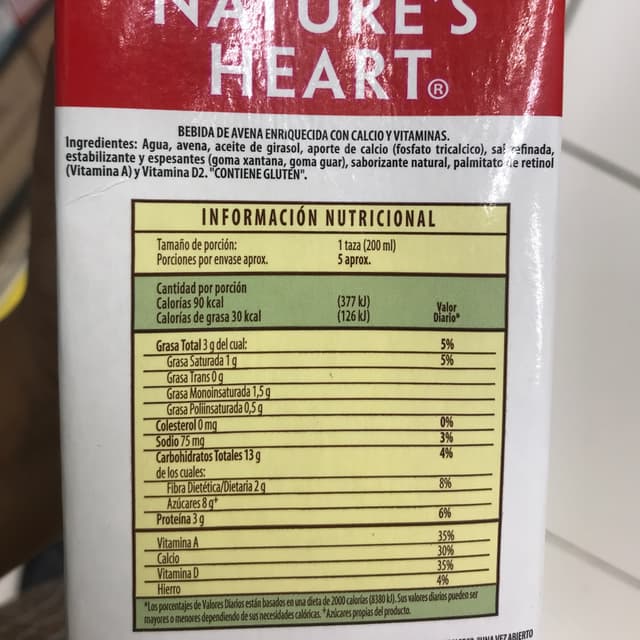 NATURE'S
HEART®
BEBIDA DE AVENA ENRIQUECIDA CON CALCIO Y VITAMINAS.
Ingredientes: Agua, avena, aceite de girasol, aporte de calcio (fosfato tricalcico), sal refinada,
estabilizante y espesantes (goma xantana, goma guar), saborizante natural, palmitato de retinol
(Vitamina A) y Vitamina D2. "CONTIENE GLUTEN".
INFORMACIÓN NUTRICIONAL
Tamaño de porción: 1 taza (200 ml)
Porciones por envase aprox. 5 aprox.
Cantidad por porción
Calorías 90 kcal (377 kJ) Valor
Calorías de grasa 30 kcal (126 kJ) Diario*
Grasa Total 3 g del cual: 5%
Grasa Saturada 1 g 5%
Grasa Trans 0 g
Grasa Monoinsaturada 1,5 g
Grasa Poliinsaturada 0,5 g
Colesterol 0 mg 0%
Sodio 75 mg 3%
Carbohidratos Totales 13 g 4%
de los cuales:
Fibra Dietética/Dietaria 2 g 8%
Azúcares 8 g+
Proteína 3 g 6%
Vitamina A 35%
Calcio 30%
Vitamina D 35%
Hierro 4%
*Los porcentajes de Valores Diarios están basados en una dieta de 2000 calorías (8380 kJ). Sus valores diarios pueden ser
mayores o menores dependiendo de sus necesidades calóricas. +Azúcares propias del producto.
UNA VEZ ABIERTO